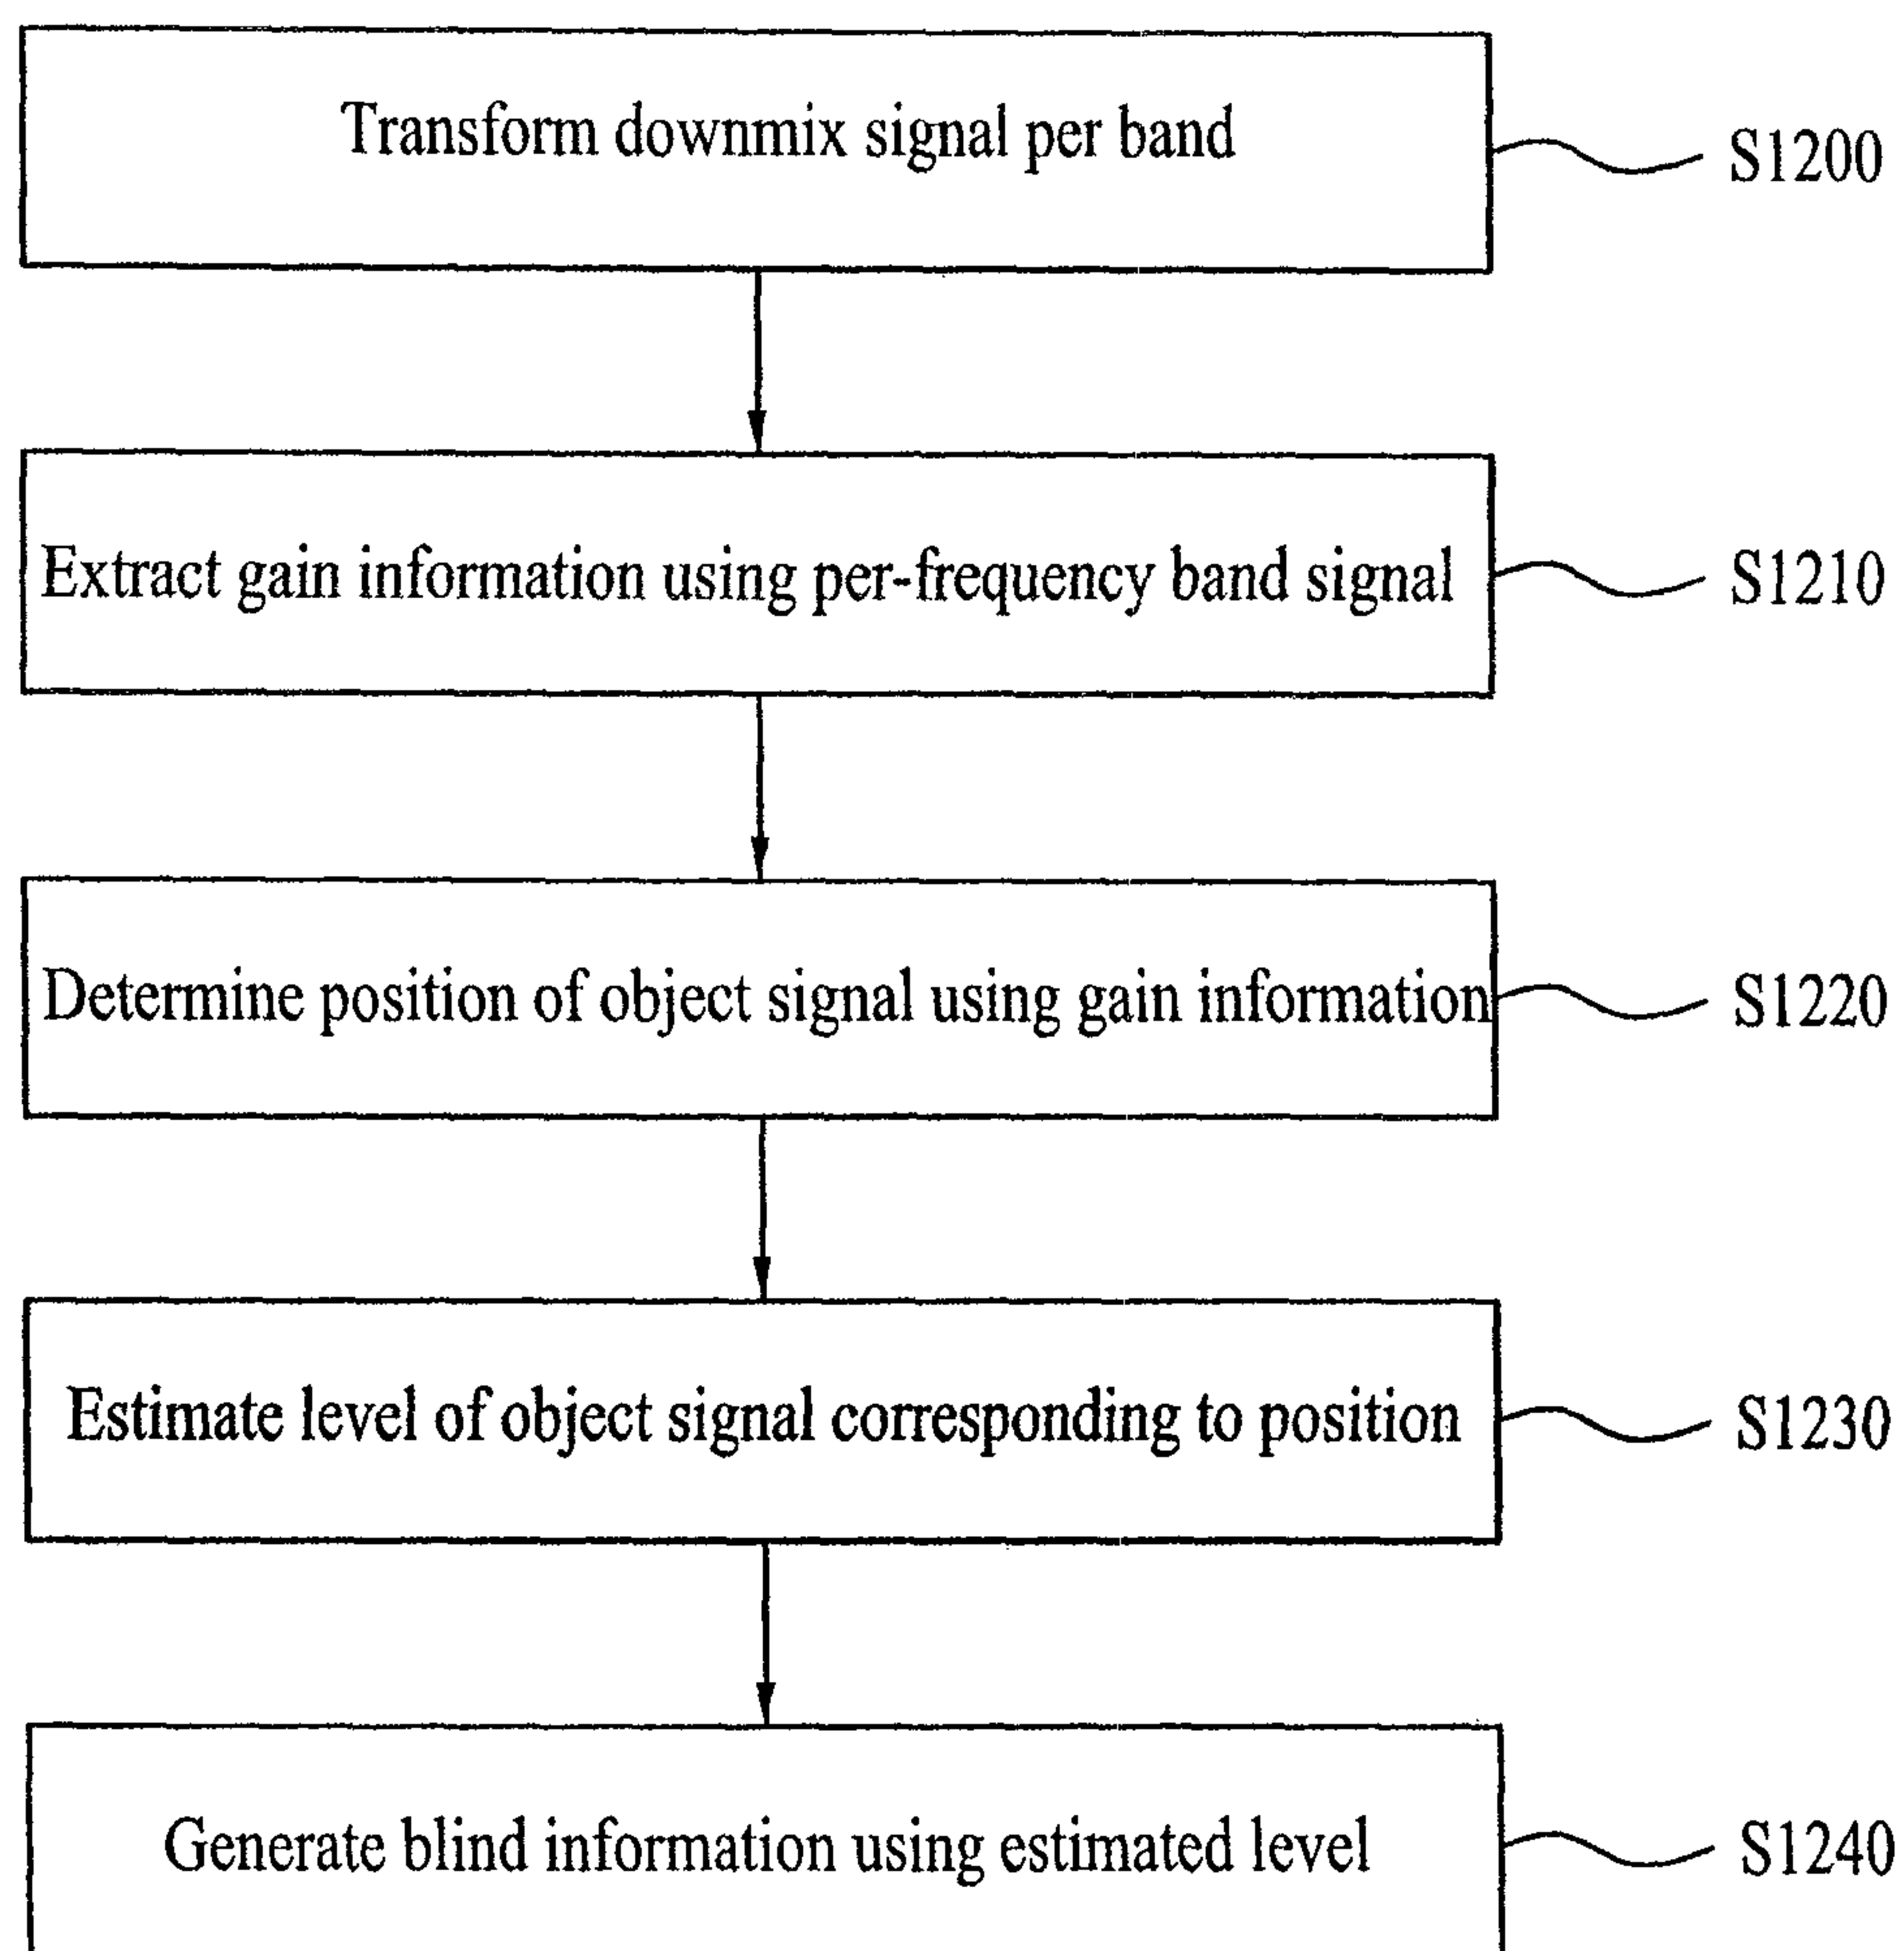 Transform downmix signal per band
S1200
Extract gain information using per-frequency band signal
S1210
Determine position of object signal using gain information
S1220
Estimate level of object signal corresponding to position
S1230
Generate blind information using estimated level
S1240